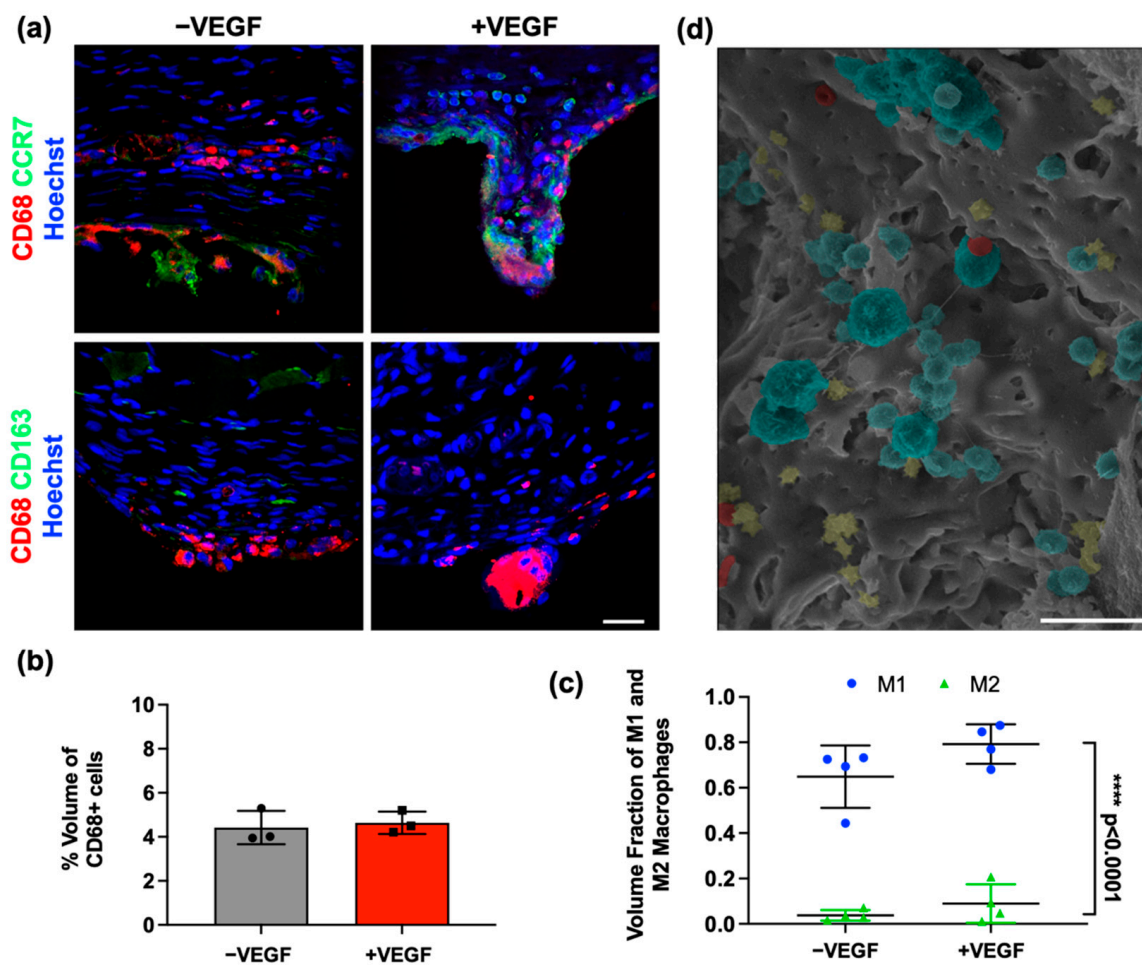 (a)
−VEGF
+VEGF
(d)
CD68 CCR7
Hoechst
CD68 CD163
Hoechst
(b)
% Volume of
CD68+ cells
10
8
6
4
2
0
−VEGF
+VEGF
(c)
M1
M2
Volume Fraction of M1 and
M2 Macrophages
1.0
0.8
0.6
0.4
0.2
0.0
−VEGF
+VEGF
****
p<0.0001